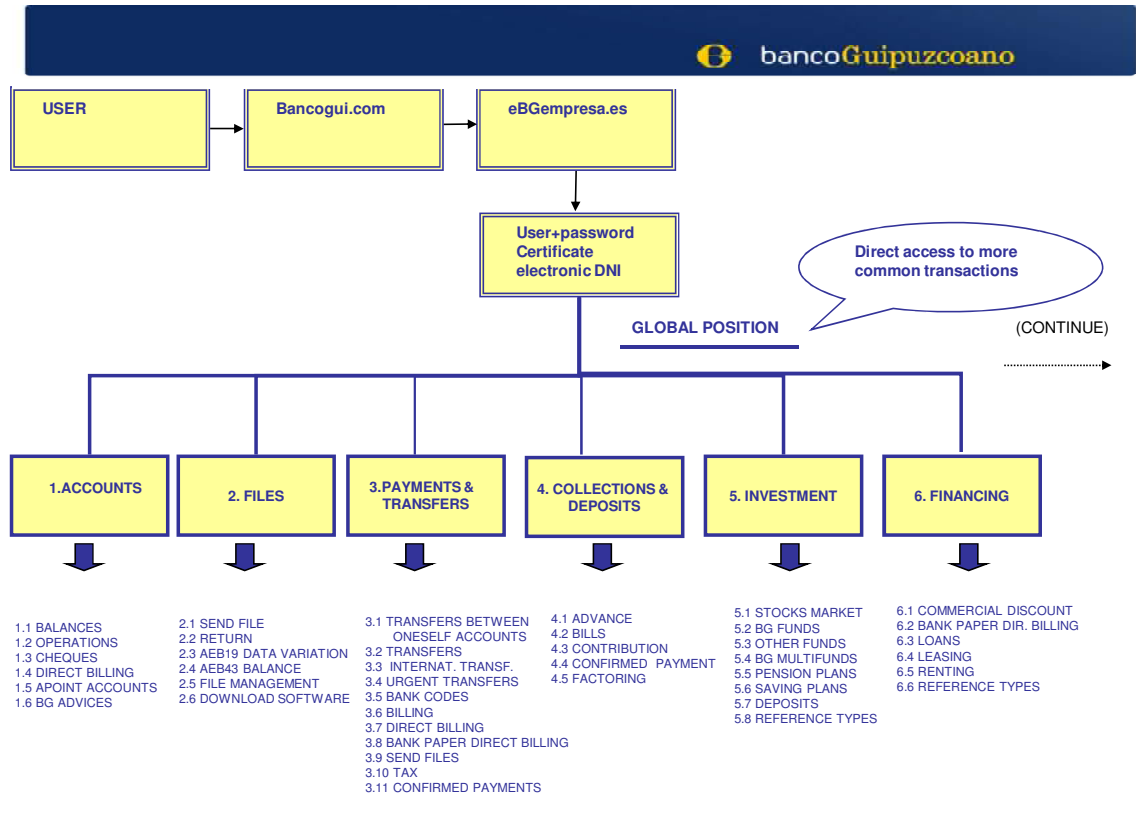 bancoGuipuzcoano
USER
Bancogui.com
eBGempresa.es
User+password
Certificate
electronic DNI
Direct access to more
common transactions
GLOBAL POSITION
(CONTINUE)
1.ACCOUNTS
2. FILES
3.PAYMENTS &
TRANSFERS
4. COLLECTIONS &
DEPOSITS
5. INVESTMENT
6. FINANCING
1.1 BALANCES
1.2 OPERATIONS
1.3 CHEQUES
1.4 DIRECT BILLING
1.5 APOINT ACCOUNTS
1.6 BG ADVICES
2.1 SEND FILE
2.2 RETURN
2.3 AEB19 DATA VARIATION
2.4 AEB43 BALANCE
2.5 FILE MANAGEMENT
2.6 DOWNLOAD SOFTWARE
3.1 TRANSFERS BETWEEN
ONESELF ACCOUNTS
3.2 TRANSFERS
3.3 INTERNAT. TRANSF.
3.4 URGENT TRANSFERS
3.5 BANK CODES
3.6 BILLING
3.7 DIRECT BILLING
3.8 BANK PAPER DIRECT BILLING
3.9 SEND FILES
3.10 TAX
3.11 CONFIRMED PAYMENTS
4.1 ADVANCE
4.2 BILLS
4.3 CONTRIBUTION
4.4 CONFIRMED PAYMENT
4.5 FACTORING
5.1 STOCKS MARKET
5.2 BG FUNDS
5.3 OTHER FUNDS
5.4 BG MULTIFUNDS
5.5 PENSION PLANS
5.6 SAVING PLANS
5.7 DEPOSITS
5.8 REFERENCE TYPES
6.1 COMMERCIAL DISCOUNT
6.2 BANK PAPER DIR. BILLING
6.3 LOANS
6.4 LEASING
6.5 RENTING
6.6 REFERENCE TYPES